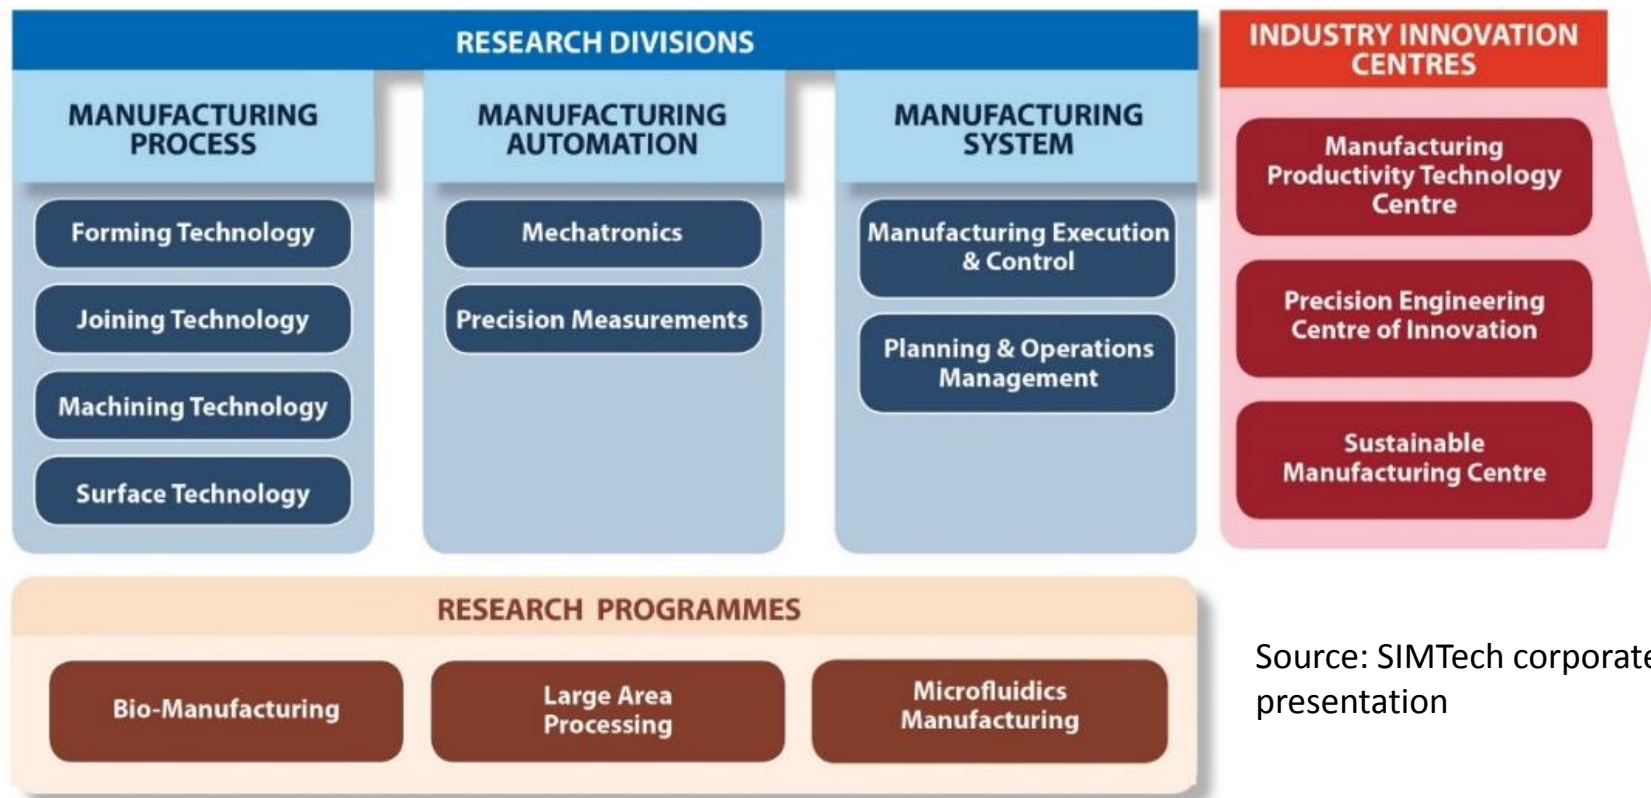 RESEARCH DIVISIONS
MANUFACTURING
PROCESS
Forming Technology
Joining Technology
Machining Technology
Surface Technology
MANUFACTURING
AUTOMATION
Mechatronics
Precision Measurements
MANUFACTURING
SYSTEM
Manufacturing Execution
& Control
Planning & Operations
Management
INDUSTRY INNOVATION
CENTRES
Manufacturing
Productivity Technology
Centre
Precision Engineering
Centre of Innovation
Sustainable
Manufacturing Centre
RESEARCH PROGRAMMES
Bio-Manufacturing
Large Area
Processing
Microfluidics
Manufacturing
Source: SIMTech corporate
presentation